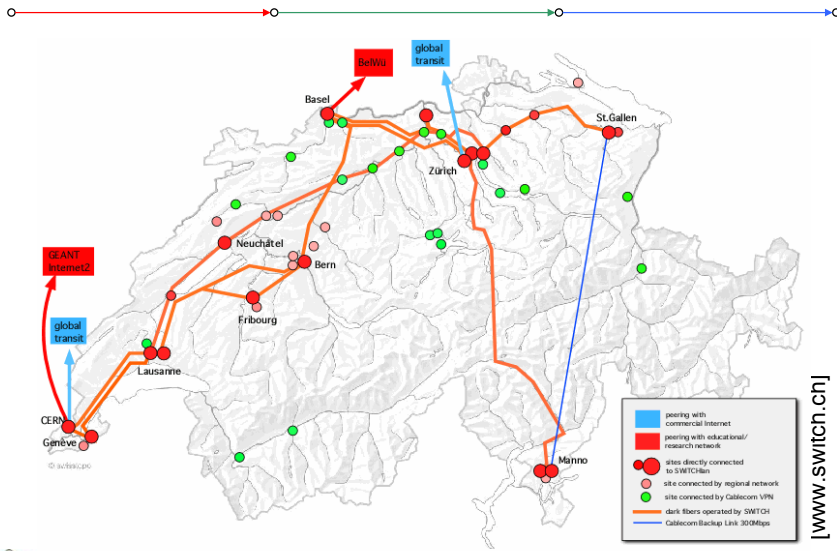 BelWü
global
transit
Basel
St.Gallen
Zürich
Neuchâtel
GEANT
Internet2
Bern
global
transit
Fribourg
Lausanne
CERN
Genève
© swisstopo
Manno
peering with
commercial Internet
peering with educational/
research network
sites directly connected
to SWITCHlan
site connected by regional network
site connected by Cablecom VPN
dark fibers operated by SWITCH
Cablecom Backup Link 300Mbps
[www.switch.ch]